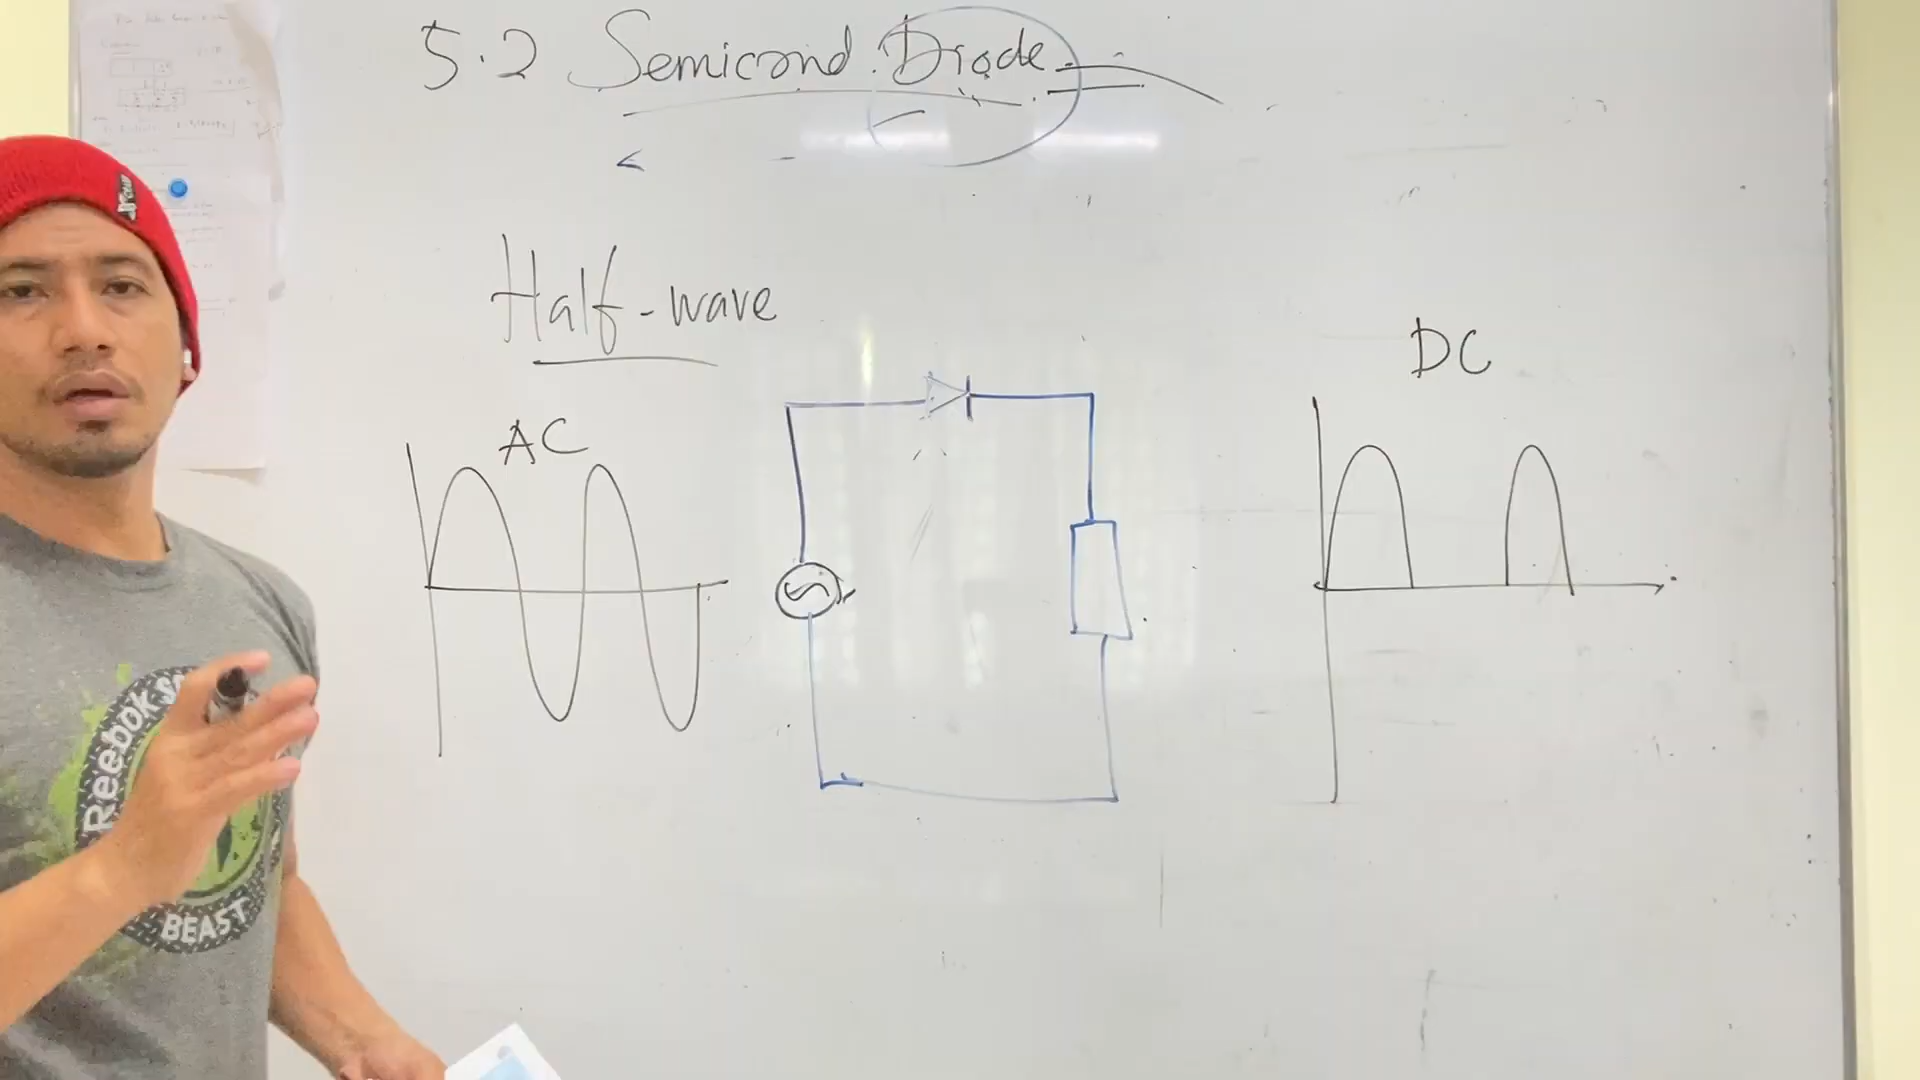 5.2 Semicond. Diode
Half-wave
AC
DC
Reebok
BEAST